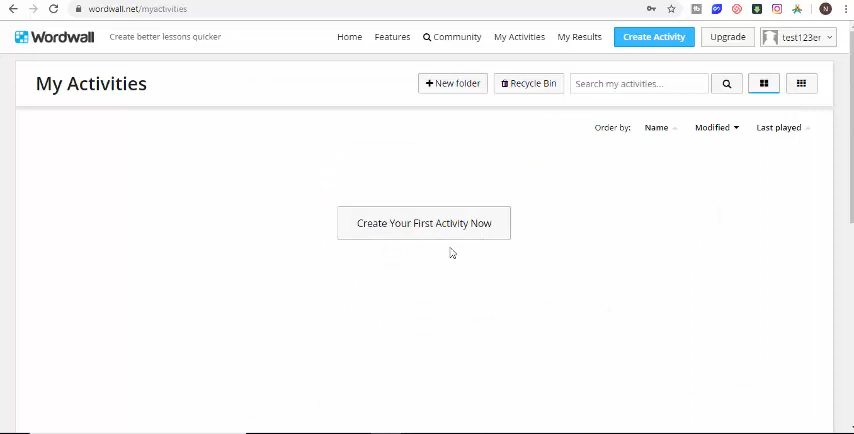 wordwall.net/myactivities
N
Wordwall Create better lessons quicker Home Features Community My Activities My Results Create Activity Upgrade test123er
My Activities + New folder Recycle Bin Search my activities...
Order by: Name Modified Last played
Create Your First Activity Now